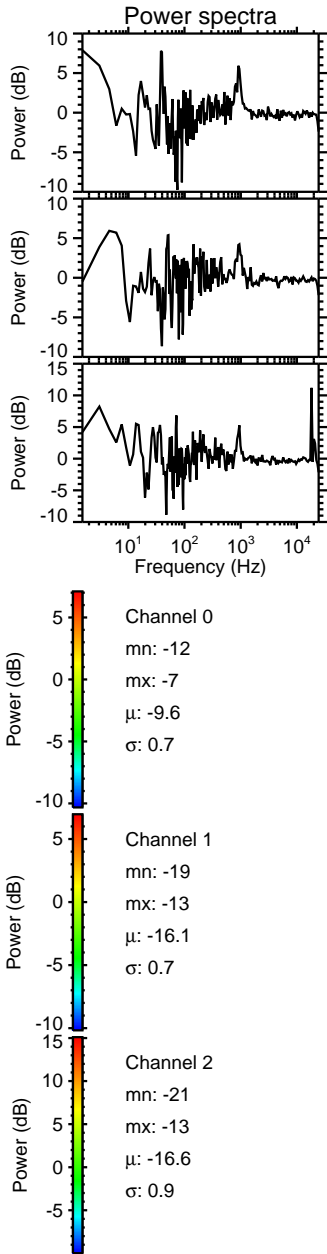 Power spectra
10
5
0
-5
-10
Power (dB)
10
5
0
-5
-10
Power (dB)
15
10
5
0
-5
-10
Power (dB)
10¹ 10² 10³ 10⁴
Frequency (Hz)
5
0
-5
-10
Power (dB)
Channel 0
mn: -12
mx: -7
μ: -9.6
σ: 0.7
5
0
-5
-10
Power (dB)
Channel 1
mn: -19
mx: -13
μ: -16.1
σ: 0.7
15
10
5
0
-5
Power (dB)
Channel 2
mn: -21
mx: -13
μ: -16.6
σ: 0.9